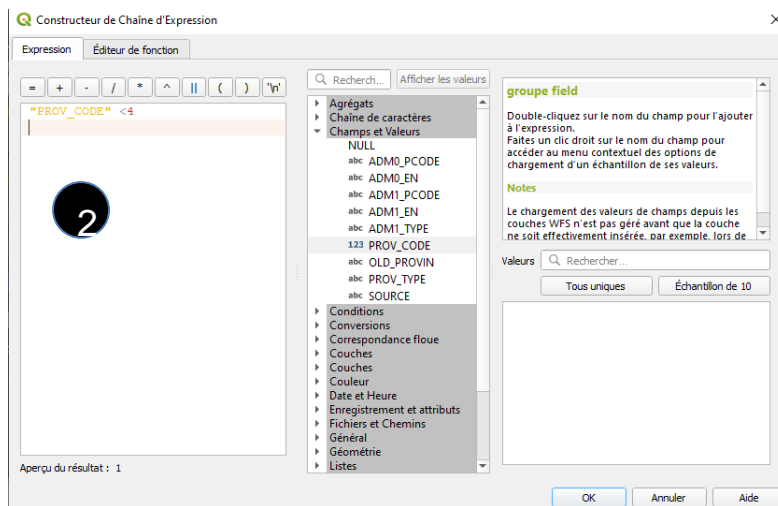 Constructeur de Chaîne d'Expression
Expression
Éditeur de fonction
= + - / * ^ || ( ) '\n'
"PROV_CODE" <4
2
Aperçu du résultat : 1
Recherch...
Afficher les valeurs
Agrégats
Chaîne de caractères
Champs et Valeurs
NULL
abc ADM0_PCODE
abc ADM0_EN
abc ADM1_PCODE
abc ADM1_EN
abc ADM1_TYPE
123 PROV_CODE
abc OLD_PROVIN
abc PROV_TYPE
abc SOURCE
Conditions
Conversions
Correspondance floue
Couches
Couches
Couleur
Date et Heure
Enregistrement et attributs
Fichiers et Chemins
Général
Géométrie
Listes
groupe field
Double-cliquez sur le nom du champ pour l'ajouter
à l'expression.
Faites un clic droit sur le nom du champ pour
accéder au menu contextuel des options de
chargement d'un échantillon de ses valeurs.
Notes
Le chargement des valeurs de champs depuis les
couches WFS n'est pas géré avant que la couche
ne soit effectivement insérée, par exemple, lors de
Valeurs
Rechercher...
Tous uniques
Échantillon de 10
OK
Annuler
Aide